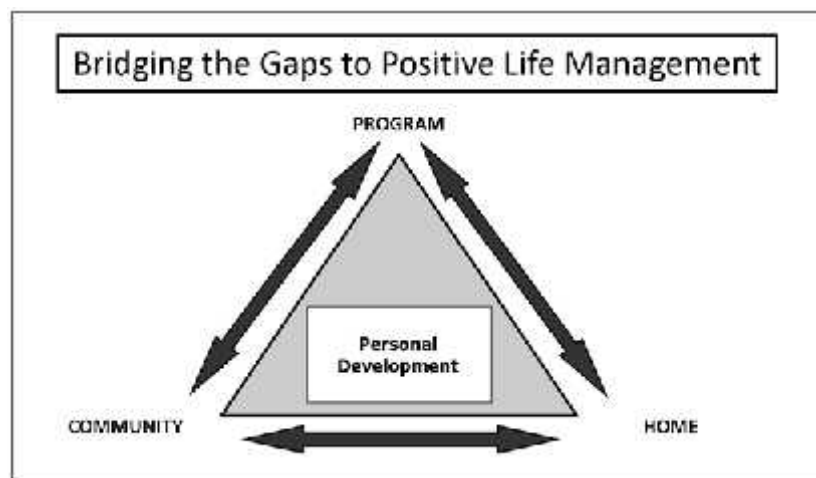 Bridging the Gaps to Positive Life Management
PROGRAM
Personal
Development
COMMUNITY
HOME